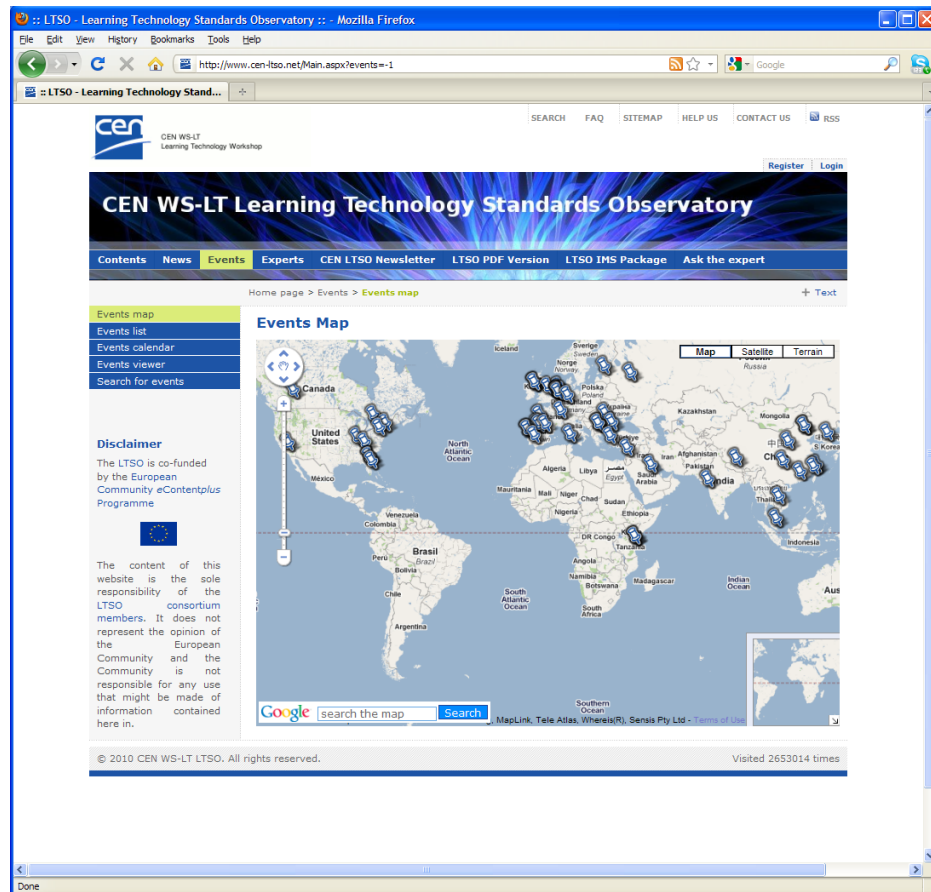 :: LTSO - Learning Technology Standards Observatory :: - Mozilla Firefox
File Edit View History Bookmarks Tools Help
http://www.cen-ltso.net/Main.aspx?events=-1
Google
:: LTSO - Learning Technology Stand...
SEARCH FAQ SITEMAP HELP US CONTACT US RSS
cen
CEN WS-LT
Learning Technology Workshop
Register Login
CEN WS-LT Learning Technology Standards Observatory
Contents News Events Experts CEN LTSO Newsletter LTSO PDF Version LTSO IMS Package Ask the expert
Home page > Events > Events map
+ Text
Events map
Events list
Events calendar
Events viewer
Search for events
Disclaimer
The LTSO is co-funded
by the European
Community eContentplus
Programme
The content of this
website is the sole
responsibility of the
LTSO consortium
members. It does not
represent the opinion of
the European
Community and the
Community is not
responsible for any use
that might be made of
information contained
here in.
Events Map
Map Satellite Terrain
Iceland
Sverige
Sweden
Norge
Norway
Russia
Canada
Polska
Poland
Kazakhstan
Mongolia
United
States
North
Atlantic
Ocean
Iran
Afghanistan
Pakistan
S Korea
México
Algeria
Libya
مصر
Egypt
Saudi
Arabia
India
Mauritania
Mali
Niger
Chad
Sudan
Thailand
Venezuela
Colombia
Nigeria
Ethiopia
DR Congo
Tanzania
Indonesia
Perú
Brasil
Brazil
Bolivia
Angola
Namibia
Botswana
Madagascar
Indian
Ocean
Aus
Chile
South
Atlantic
Ocean
South
Africa
Argentina
Southern
Ocean
Google
search the map
Search
, MapLink, Tele Atlas, Whereis(R), Sensis Pty Ltd - Terms of Use
© 2010 CEN WS-LT LTSO. All rights reserved.
Visited 2653014 times
Done